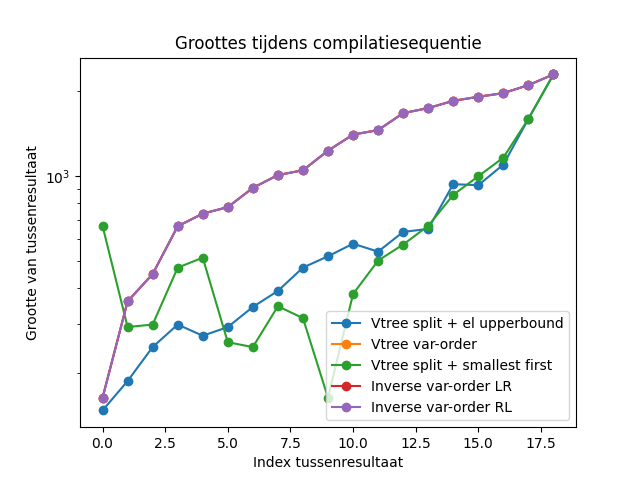 Groottes tijdens compilatiesequentie
Grootte van tussenresultaat
10³
Vtree split + el upperbound
Vtree var-order
Vtree split + smallest first
Inverse var-order LR
Inverse var-order RL
0.0 2.5 5.0 7.5 10.0 12.5 15.0 17.5
Index tussenresultaat